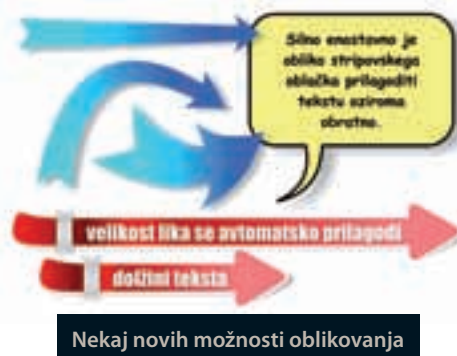 Silno enostavno je
obliko stripovskega
oblačka prilagoditi
tekstu oziroma
obratno.
velikost lika se avtomatsko prilagodi
dolžini teksta
Nekaj novih možnosti oblikovanja